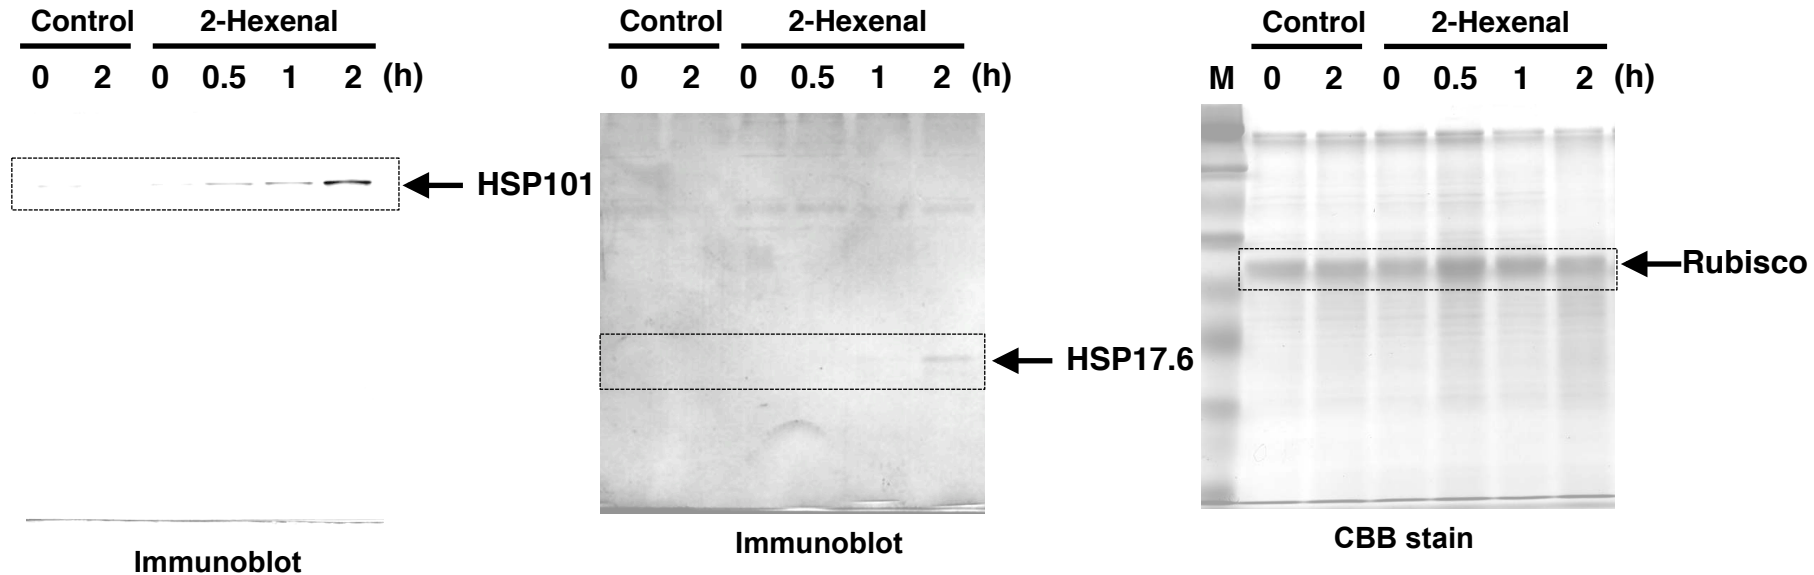 Control 2-Hexenal
0 2 0 0.5 1 2 (h)
HSP101
Immunoblot
Control 2-Hexenal
0 2 0 0.5 1 2 (h)
HSP17.6
Immunoblot
Control 2-Hexenal
M 0 2 0 0.5 1 2 (h)
Rubisco
CBB stain